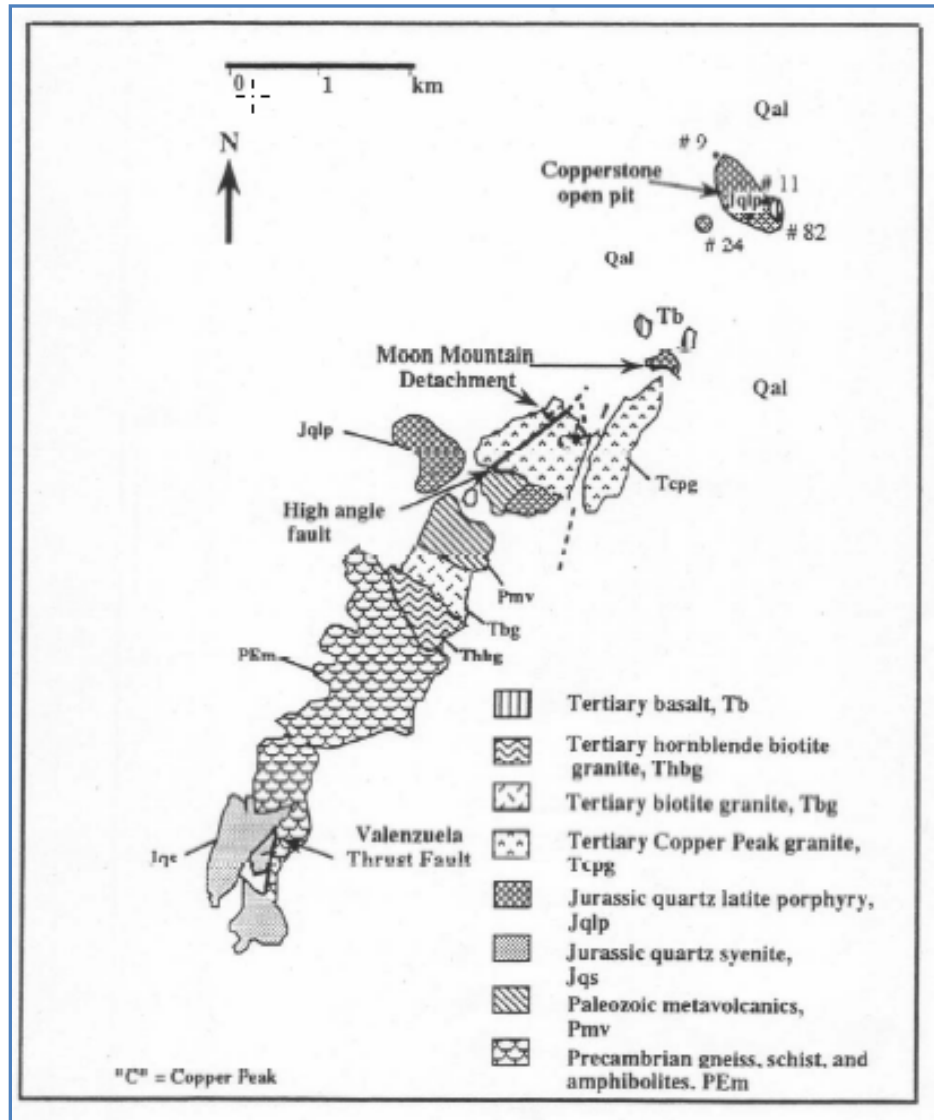 0 1 km
N
Qal
# 9
Copperstone
open pit
# 11
Jqlp
# 82
# 24
Qal
Tb
Moon Mountain
Detachment
Qal
Jqlp
Tcpg
High angle
fault
Pmv
Tbg
Thbg
PEm
Jqs
Valenzuela
Thrust Fault
Tertiary basalt, Tb
Tertiary hornblende biotite
granite, Thbg
Tertiary biotite granite, Tbg
Tertiary Copper Peak granite,
Tcpg
Jurassic quartz latite porphyry,
Jqlp
Jurassic quartz syenite,
Jqs
Paleozoic metavolcanics,
Pmv
Precambrian gneiss, schist, and
amphibolites, PEm
"C" = Copper Peak